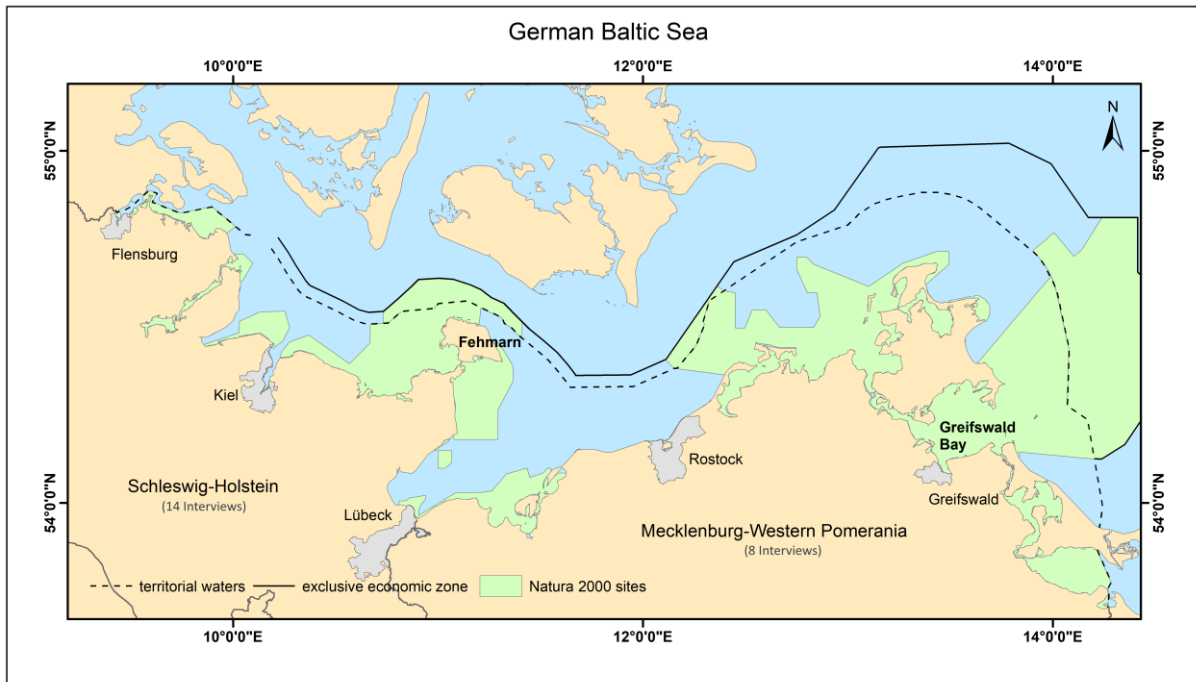 German Baltic Sea
10°0'0"E
12°0'0"E
14°0'0"E
N
55°0'0"N
55°0'0"N
Flensburg
Fehmarn
Kiel
Greifswald
Bay
Rostock
Schleswig-Holstein
(14 Interviews)
Greifswald
54°0'0"N
54°0'0"N
Lübeck
Mecklenburg-Western Pomerania
(8 Interviews)
territorial waters
exclusive economic zone
Natura 2000 sites
10°0'0"E
12°0'0"E
14°0'0"E